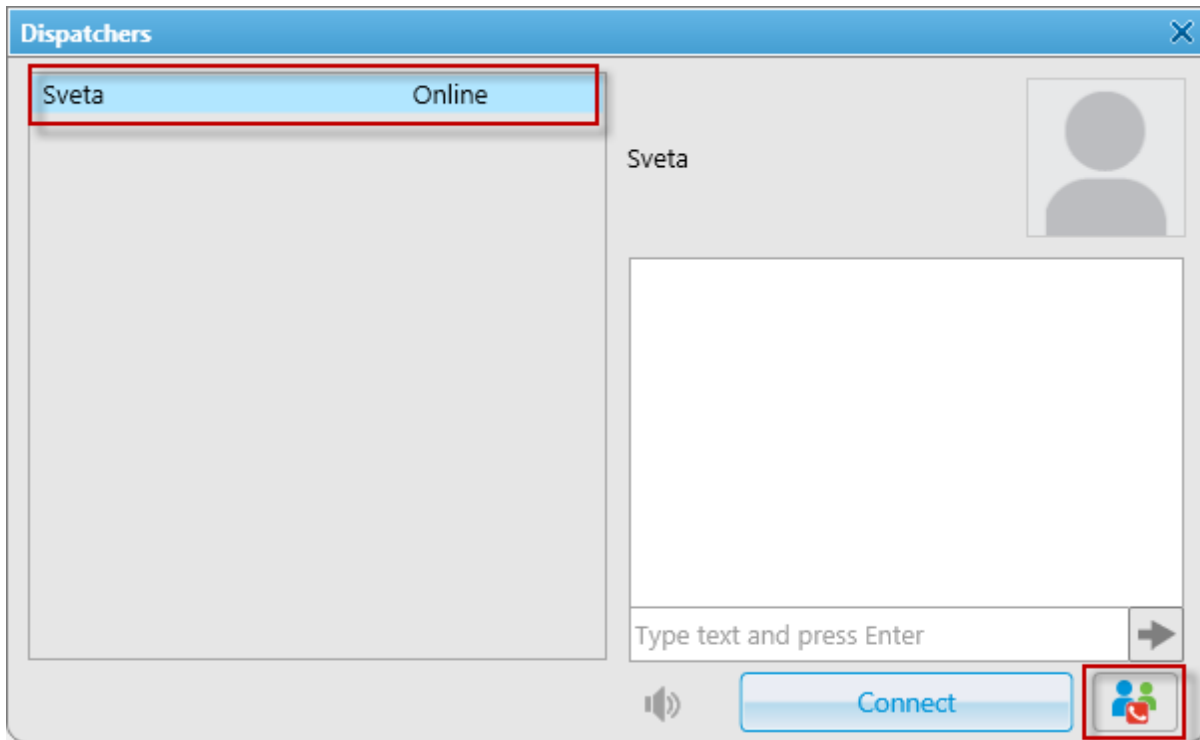 Dispatchers
Sveta Online
Sveta
Type text and press Enter
Connect